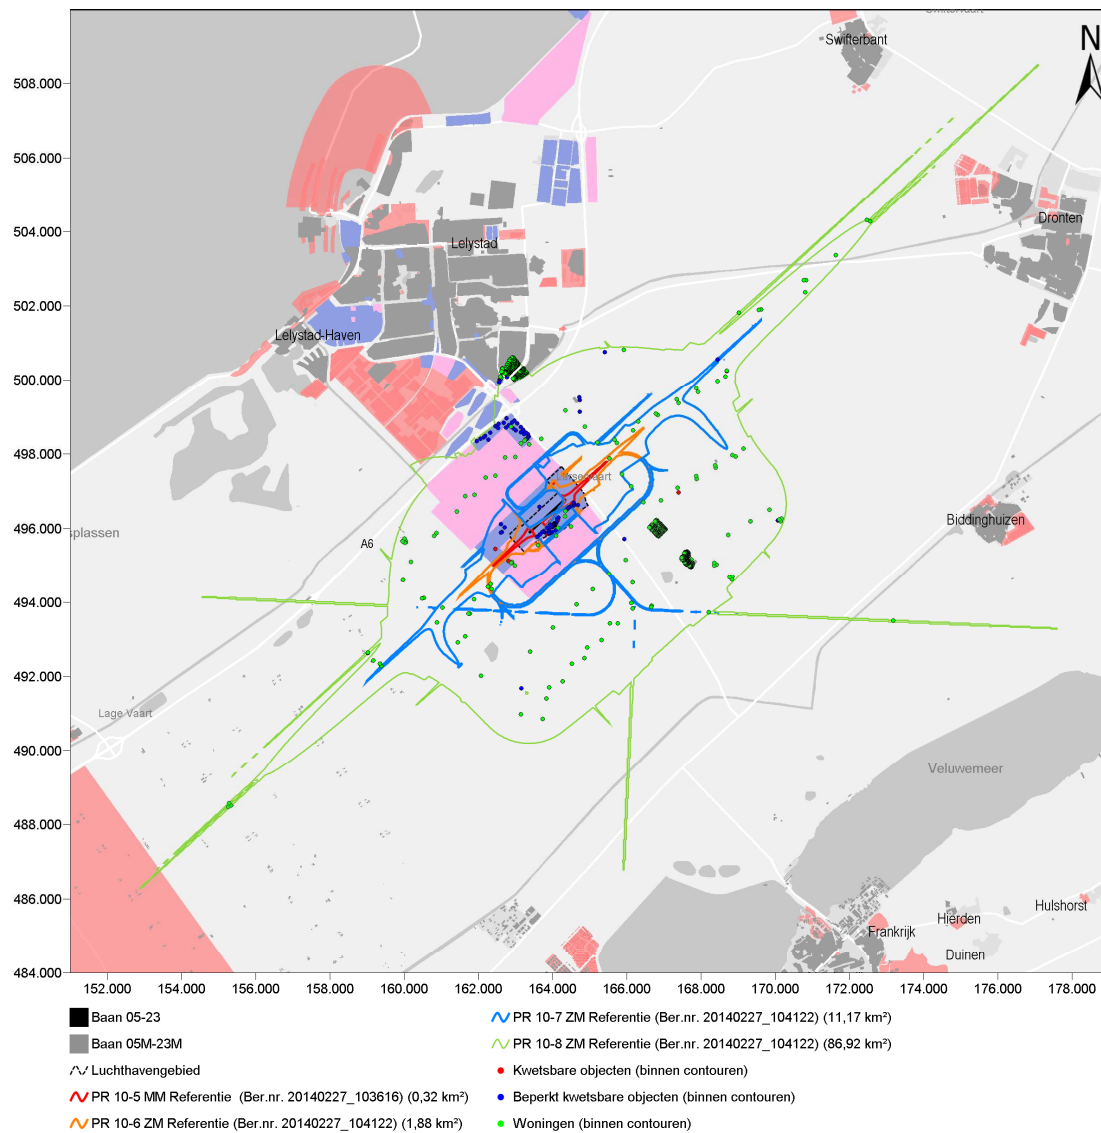 Swifterbant
N
508.000
506.000
Dronten
504.000
Lelystad
502.000
Lelystad-Haven
500.000
498.000
Biddinghuizen
496.000
A6
494.000
492.000
Lage Vaart
490.000
Veluwemeer
488.000
486.000
Hulshorst
Hierden
Frankrijk
Duinen
484.000
152.000 154.000 156.000 158.000 160.000 162.000 164.000 166.000 168.000 170.000 172.000 174.000 176.000 178.000
Baan 05-23
Baan 05M-23M
Luchthavengebied
PR 10-5 MM Referentie (Ber.nr. 20140227_103616) (0,32 km²)
PR 10-6 ZM Referentie (Ber.nr. 20140227_104122) (1,88 km²)
PR 10-7 ZM Referentie (Ber.nr. 20140227_104122) (11,17 km²)
PR 10-8 ZM Referentie (Ber.nr. 20140227_104122) (86,92 km²)
Kwetsbare objecten (binnen contouren)
Beperkt kwetsbare objecten (binnen contouren)
Woningen (binnen contouren)